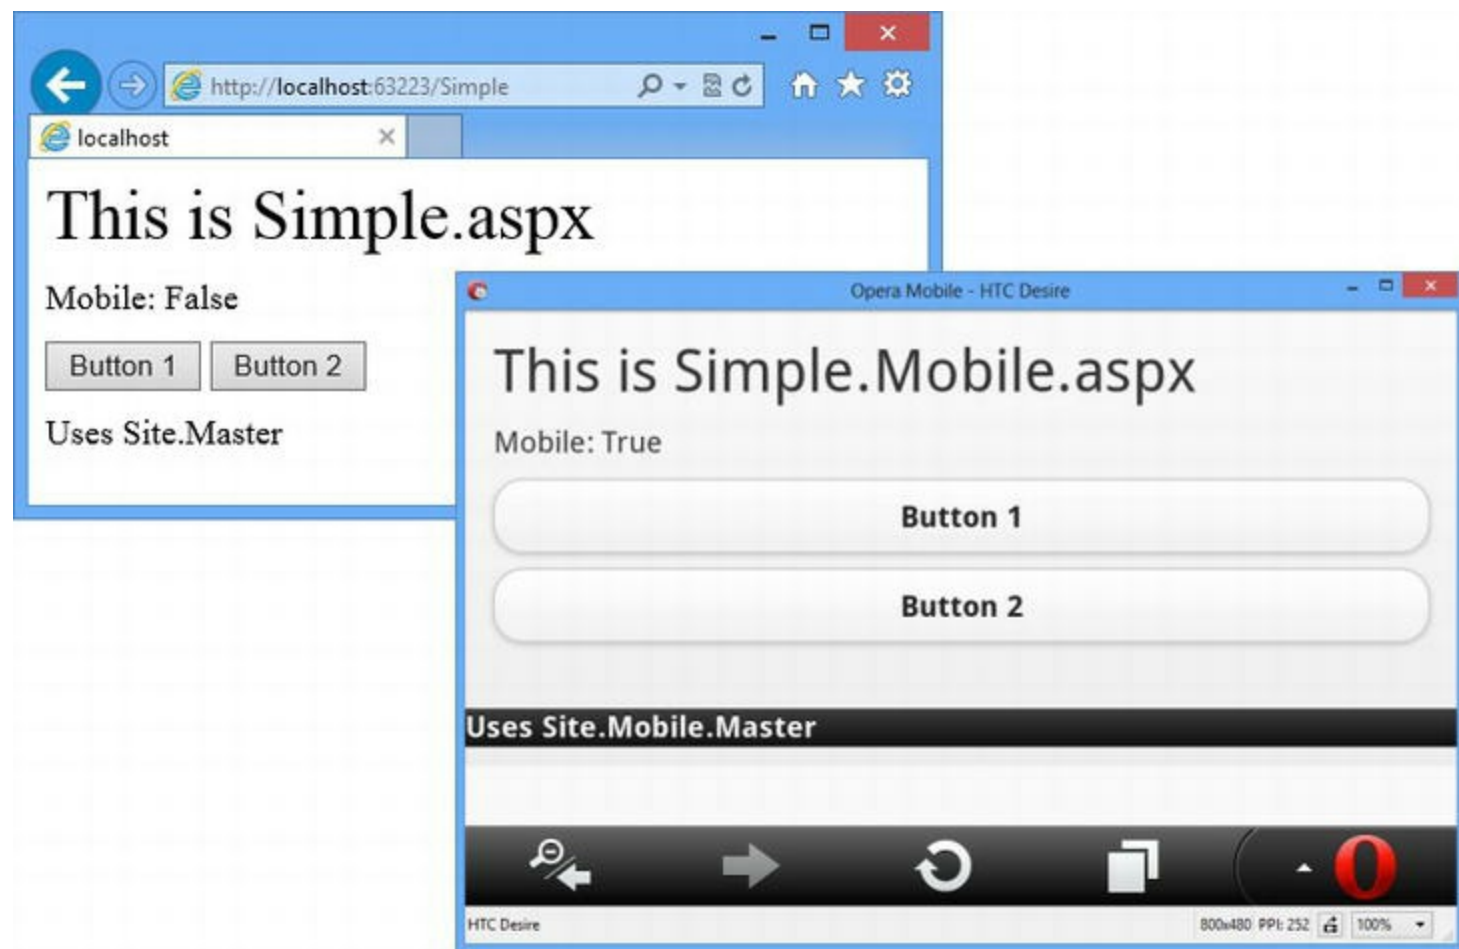 http://localhost:63223/Simple
localhost
This is Simple.aspx
Mobile: False
Button 1 Button 2
Uses Site.Master
Opera Mobile - HTC Desire
This is Simple.Mobile.aspx
Mobile: True
Button 1
Button 2
Uses Site.Mobile.Master
HTC Desire 800x480 PPI: 252 100%